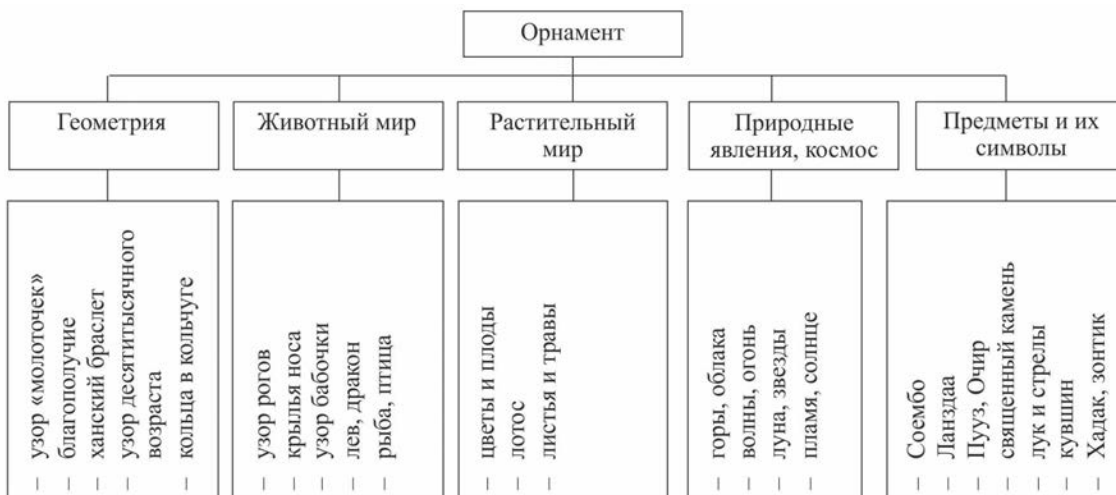 Орнамент
Геометрия
Животный мир
Растительный
мир
Природные
явления, космос
Предметы и их
символы
– узор «молоточек»
– благополучие
– ханский браслет
– узор десятитысячного
возраста
– кольца в кольчуге
– узор рогов
– крылья носа
– узор бабочки
– лев, дракон
– рыба, птица
– цветы и плоды
– лотос
– листья и травы
– горы, облака
– волны, огонь
– луна, звезды
– пламя, солнце
– Соембо
– Ланздаа
– Пууз, Очир
– священный камень
– лук и стрелы
– кувшин
– Хадак, зонтик